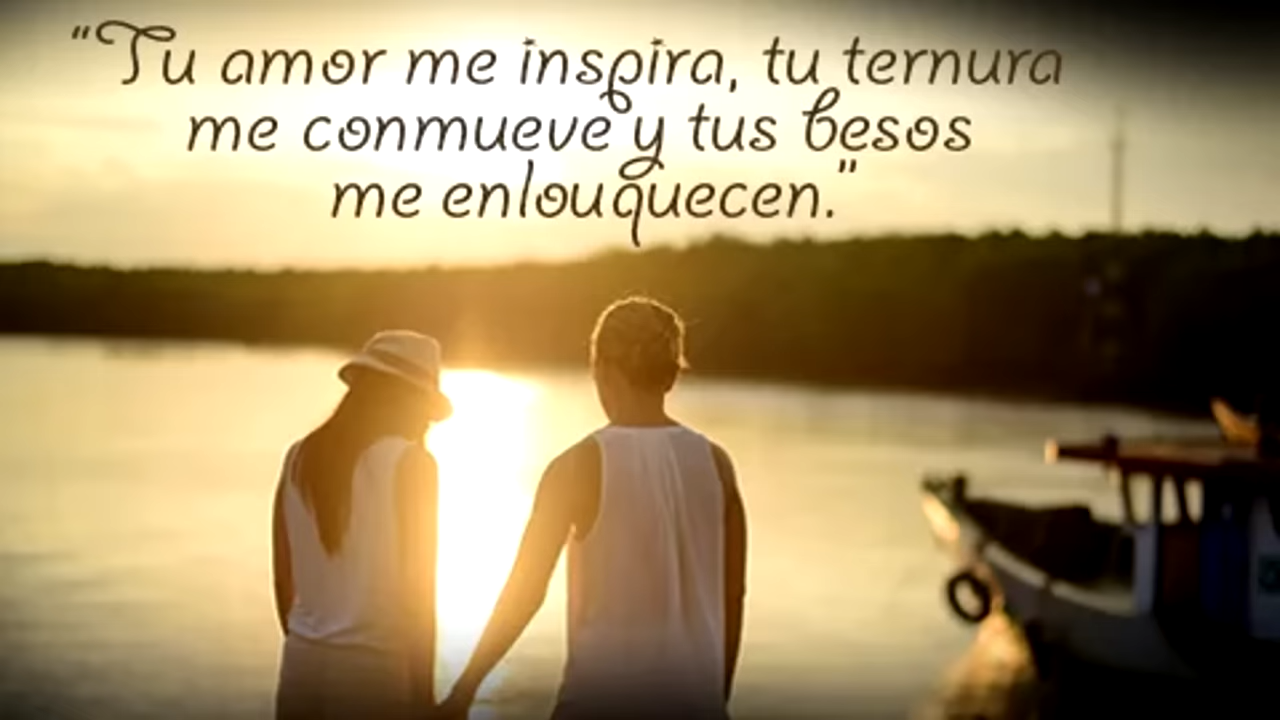 “Tu amor me inspira, tu ternura
me conmueve y tus besos
me enlouquecen.”